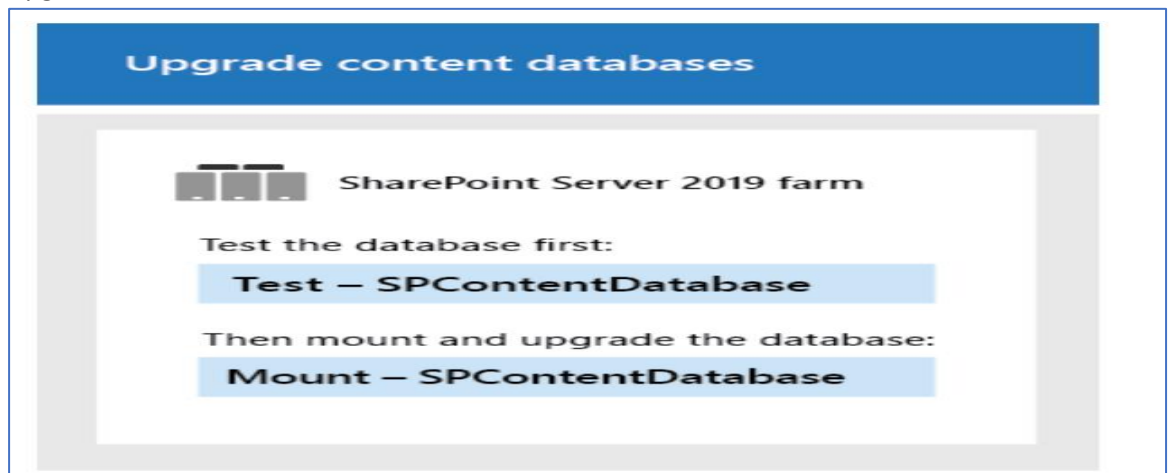 Upgrade content databases
SharePoint Server 2019 farm
Test the database first:
Test – SPContentDatabase
Then mount and upgrade the database:
Mount – SPContentDatabase